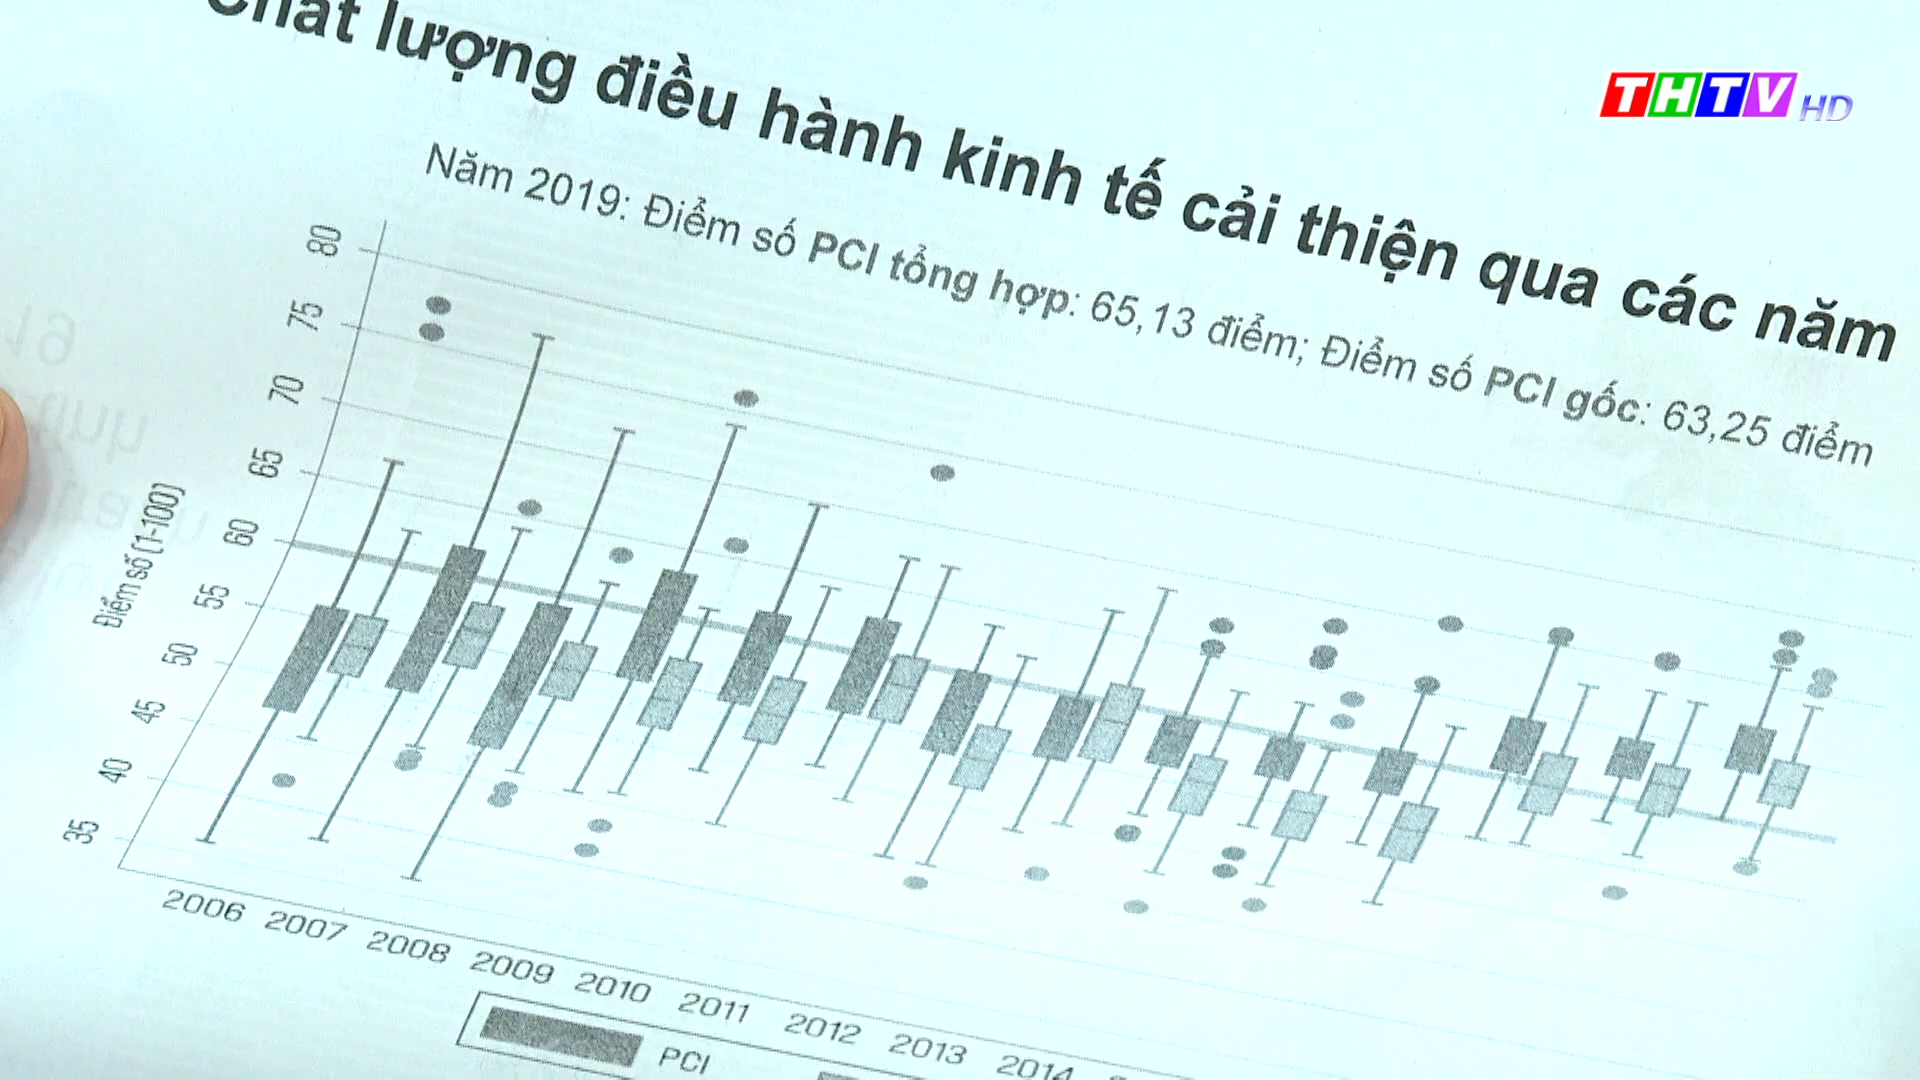 Chất lượng điều hành kinh tế cải thiện qua các năm
THTV HD
Năm 2019: Điểm số PCI tổng hợp: 65,13 điểm; Điểm số PCI gốc: 63,25 điểm
80
75
70
65
60
55
50
45
40
35
Điểm số (1-100)
2006 2007 2008 2009 2010 2011 2012 2013 2014
PCI